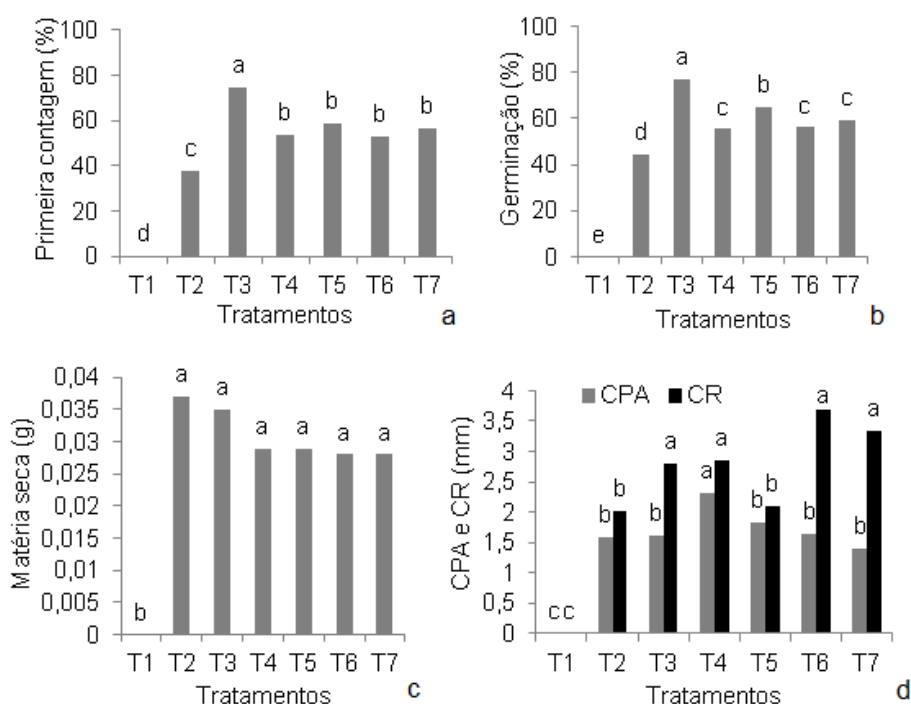 Primeira contagem (%)
100
80
60
40
20
0
d
c
a
b
b
b
b
T1 T2 T3 T4 T5 T6 T7
Tratamentos
a
Germinação (%)
100
80
60
40
20
0
e
d
a
c
b
c
c
T1 T2 T3 T4 T5 T6 T7
Tratamentos
b
Matéria seca (g)
0,04
0,035
0,03
0,025
0,02
0,015
0,01
0,005
0
b
a
a
a
a
a
a
T1 T2 T3 T4 T5 T6 T7
Tratamentos
c
CPA e CR (mm)
CPA CR
4
3,5
3
2,5
2
1,5
1
0,5
0
cc
b b
b a
a a
b b
b a
b a
T1 T2 T3 T4 T5 T6 T7
Tratamentos
d